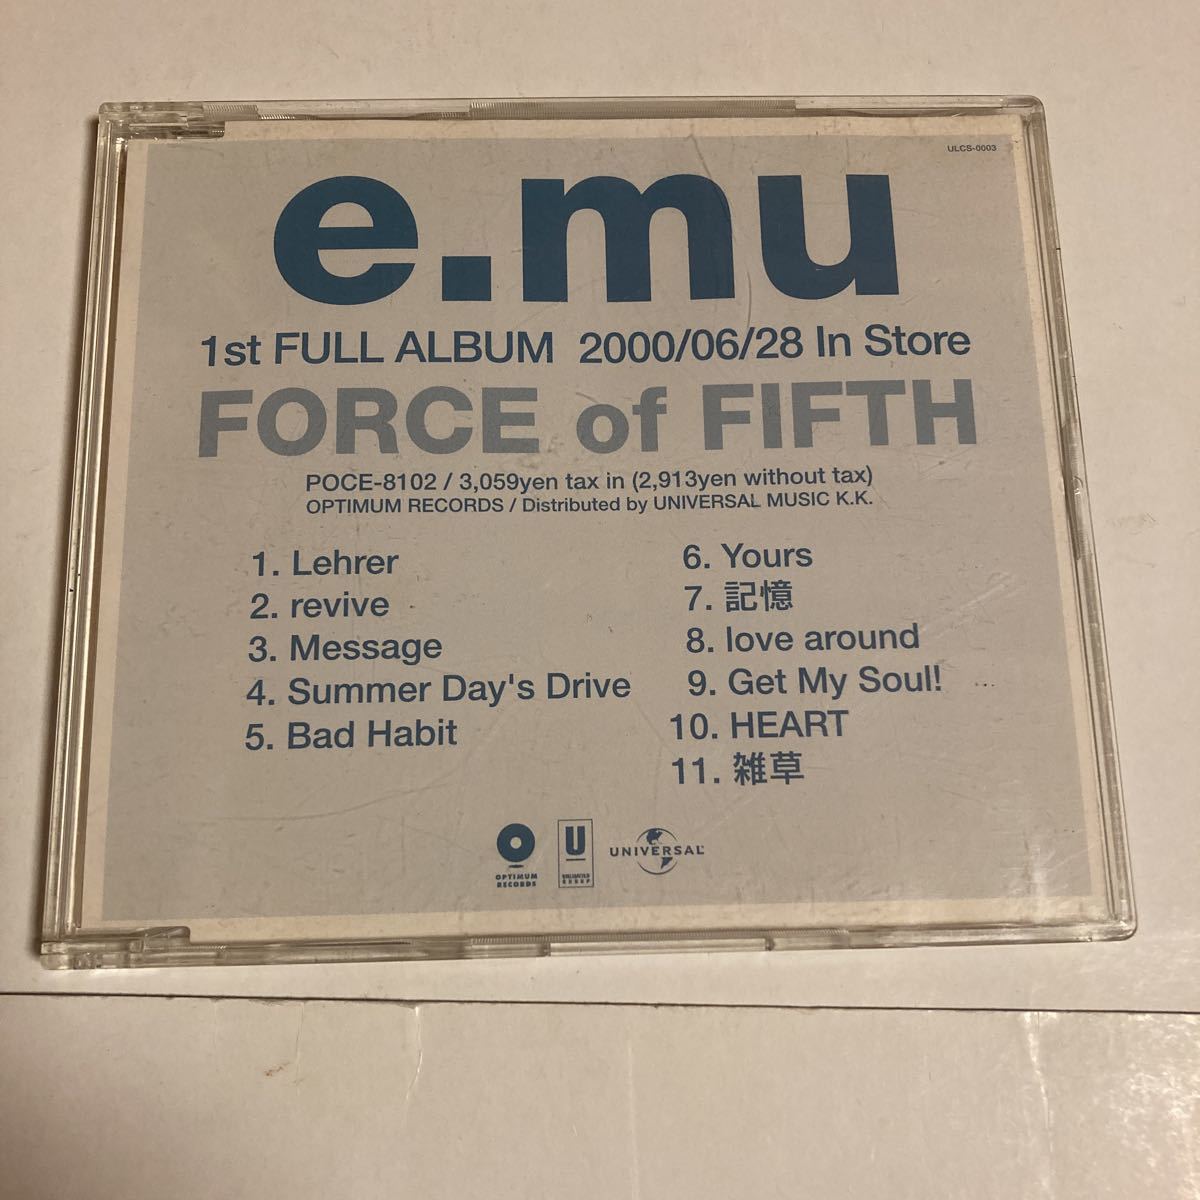 ULCS-0003
e.mu
1st FULL ALBUM 2000/06/28 In Store
FORCE of FIFTH
POCE-8102 / 3,059yen tax in (2,913yen without tax)
OPTIMUM RECORDS / Distributed by UNIVERSAL MUSIC K.K.
1. Lehrer
2. revive
3. Message
4. Summer Day's Drive
5. Bad Habit
6. Yours
7. 記憶
8. love around
9. Get My Soul!
10. HEART
11. 雑草
OPTIMUM
RECORDS
U
UNLIMITED
GROUP
UNIVERSAL